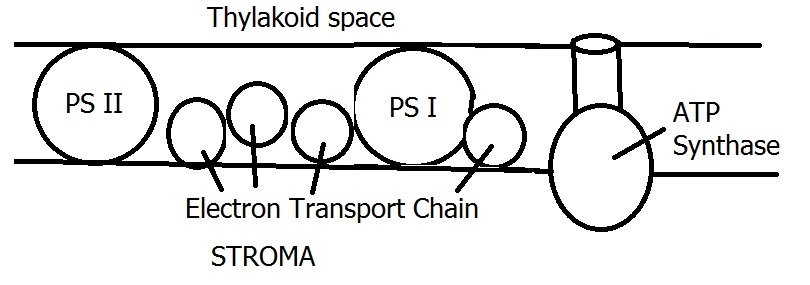 Thylakoid space
PS II
PS I
ATP
Synthase
Electron Transport Chain
STROMA